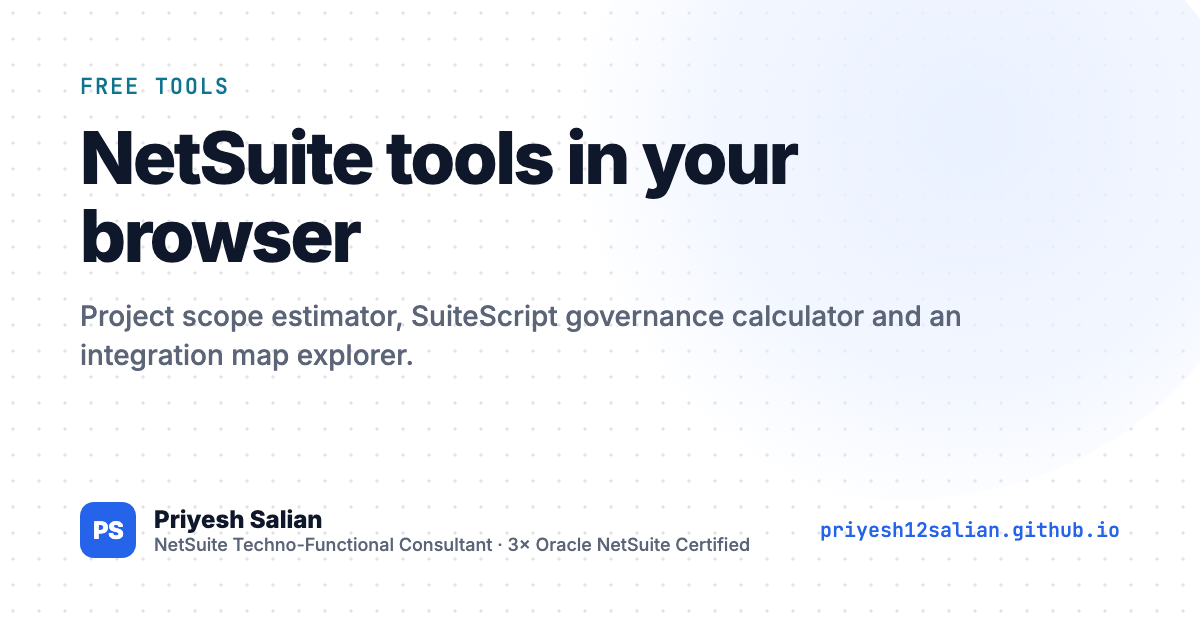 FREE TOOLS
NetSuite tools in your
browser
Project scope estimator, SuiteScript governance calculator and an
integration map explorer.
PS
Priyesh Salian
NetSuite Techno-Functional Consultant · 3× Oracle NetSuite Certified
priyesh12salian.github.io